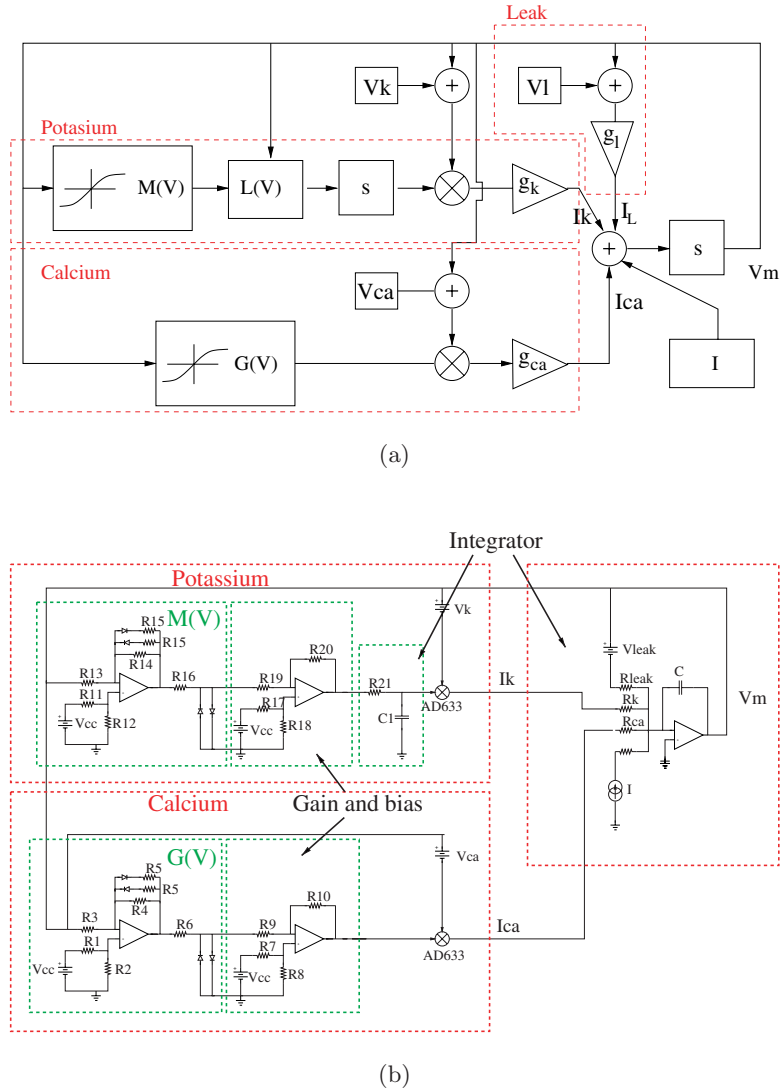 Leak
Vk
Vl
Potasium
g_l
M(V)
L(V)
s
g_k
Ik
I_L
s
Calcium
Vca
Ica
Vm
G(V)
g_ca
I
(a)
Integrator
Potassium
M(V)
R15
R15
R14
R13
R11
R12
Vcc
R16
R20
R19
R17
Vcc
R18
R21
C1
Vk
AD633
Ik
Vleak
Rleak
Rk
Rca
C
Vm
I
Gain and bias
Calcium
G(V)
R5
R5
R4
R3
R1
R2
Vcc
R6
R10
R9
R7
Vcc
R8
Vca
AD633
Ica
(b)